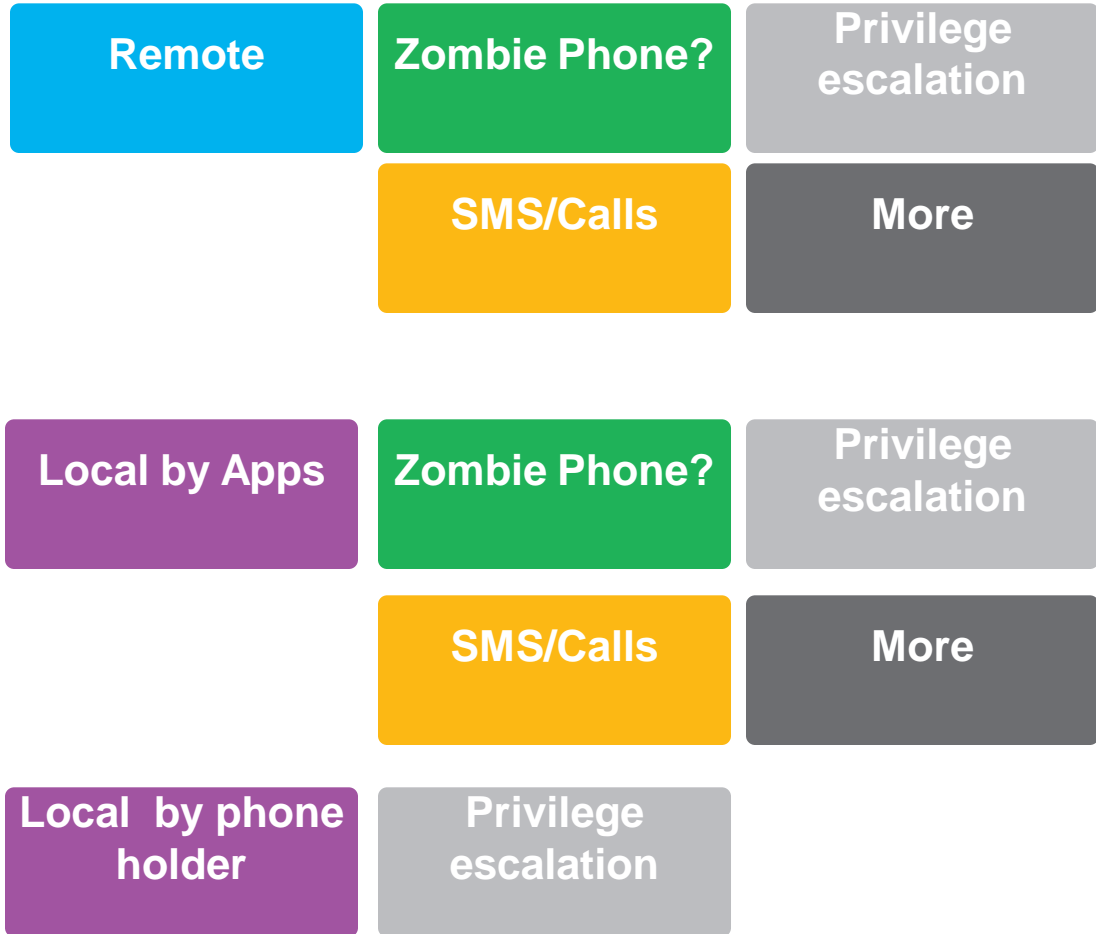 Remote
Zombie Phone?
Privilege
escalation
SMS/Calls
More
Local by Apps
Zombie Phone?
Privilege
escalation
SMS/Calls
More
Local by phone
holder
Privilege
escalation